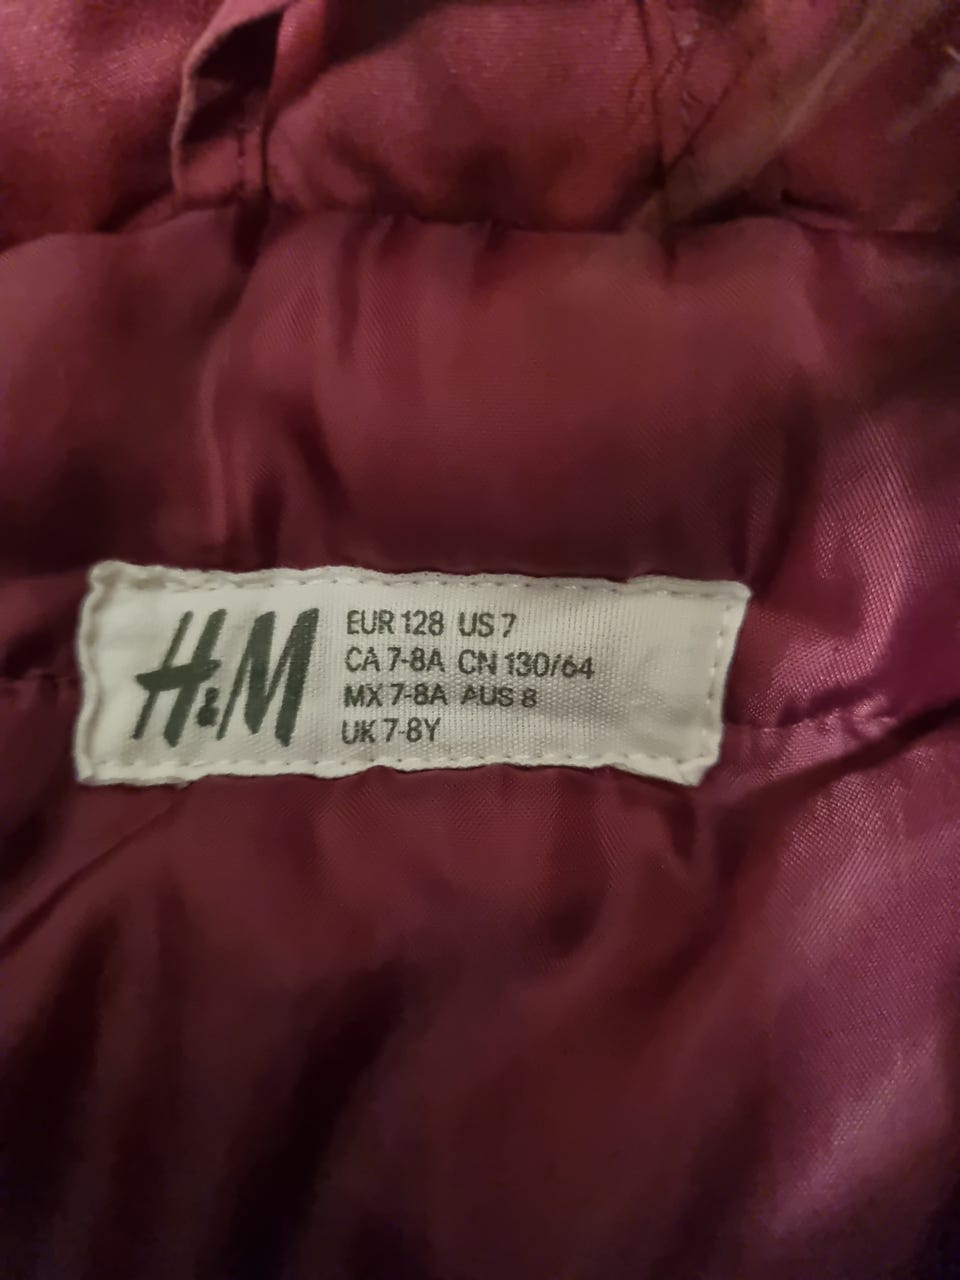 H&M
EUR 128 US 7
CA 7-8A CN 130/64
MX 7-8A AUS 8
UK 7-8Y